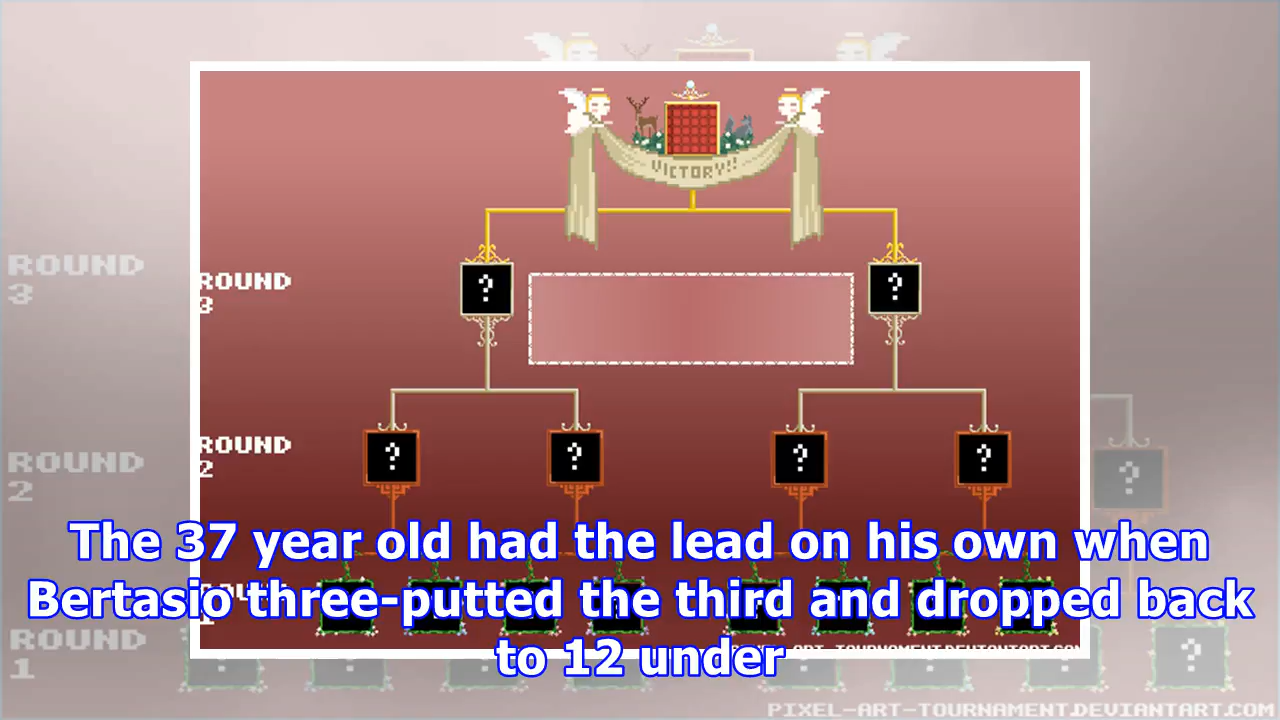 VICTORY!!
ROUND
3
ROUND
3
?
?
ROUND
2
ROUND
2
?
?
?
?
?
The 37 year old had the lead on his own when
Bertasio three-putted the third and dropped back
to 12 under
ROUND
1
?
PIXEL-ART-TOURNAMENT.DEVIANTART.COM